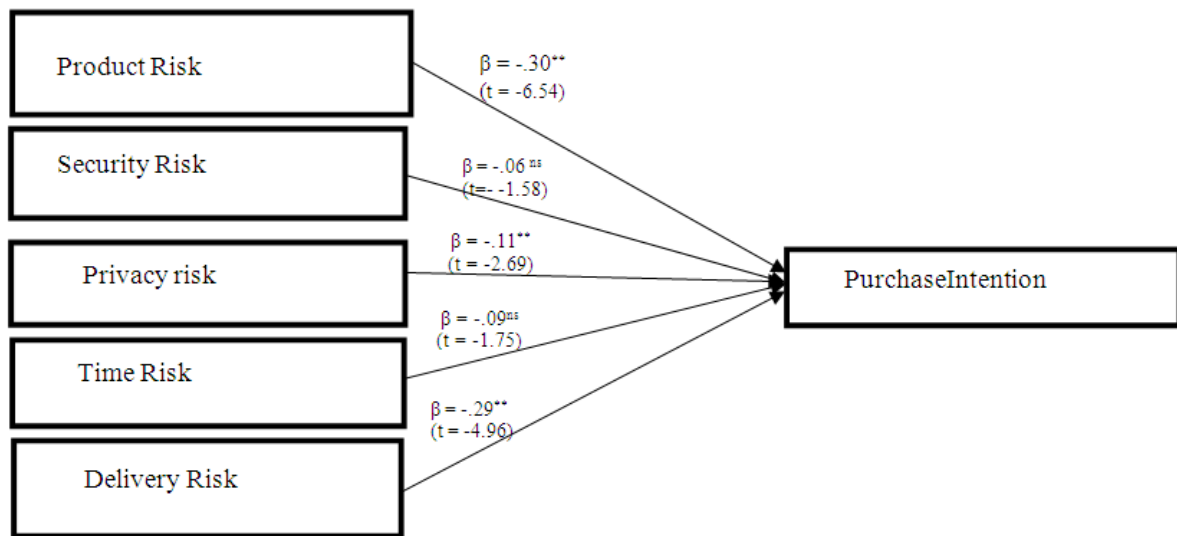 Product Risk
β = -.30**
(t = -6.54)
Security Risk
β = -.06 ns
(t=- -1.58)
Privacy risk
β = -.11**
(t = -2.69)
PurchaseIntention
β = -.09ns
(t = -1.75)
Time Risk
β = -.29**
(t = -4.96)
Delivery Risk